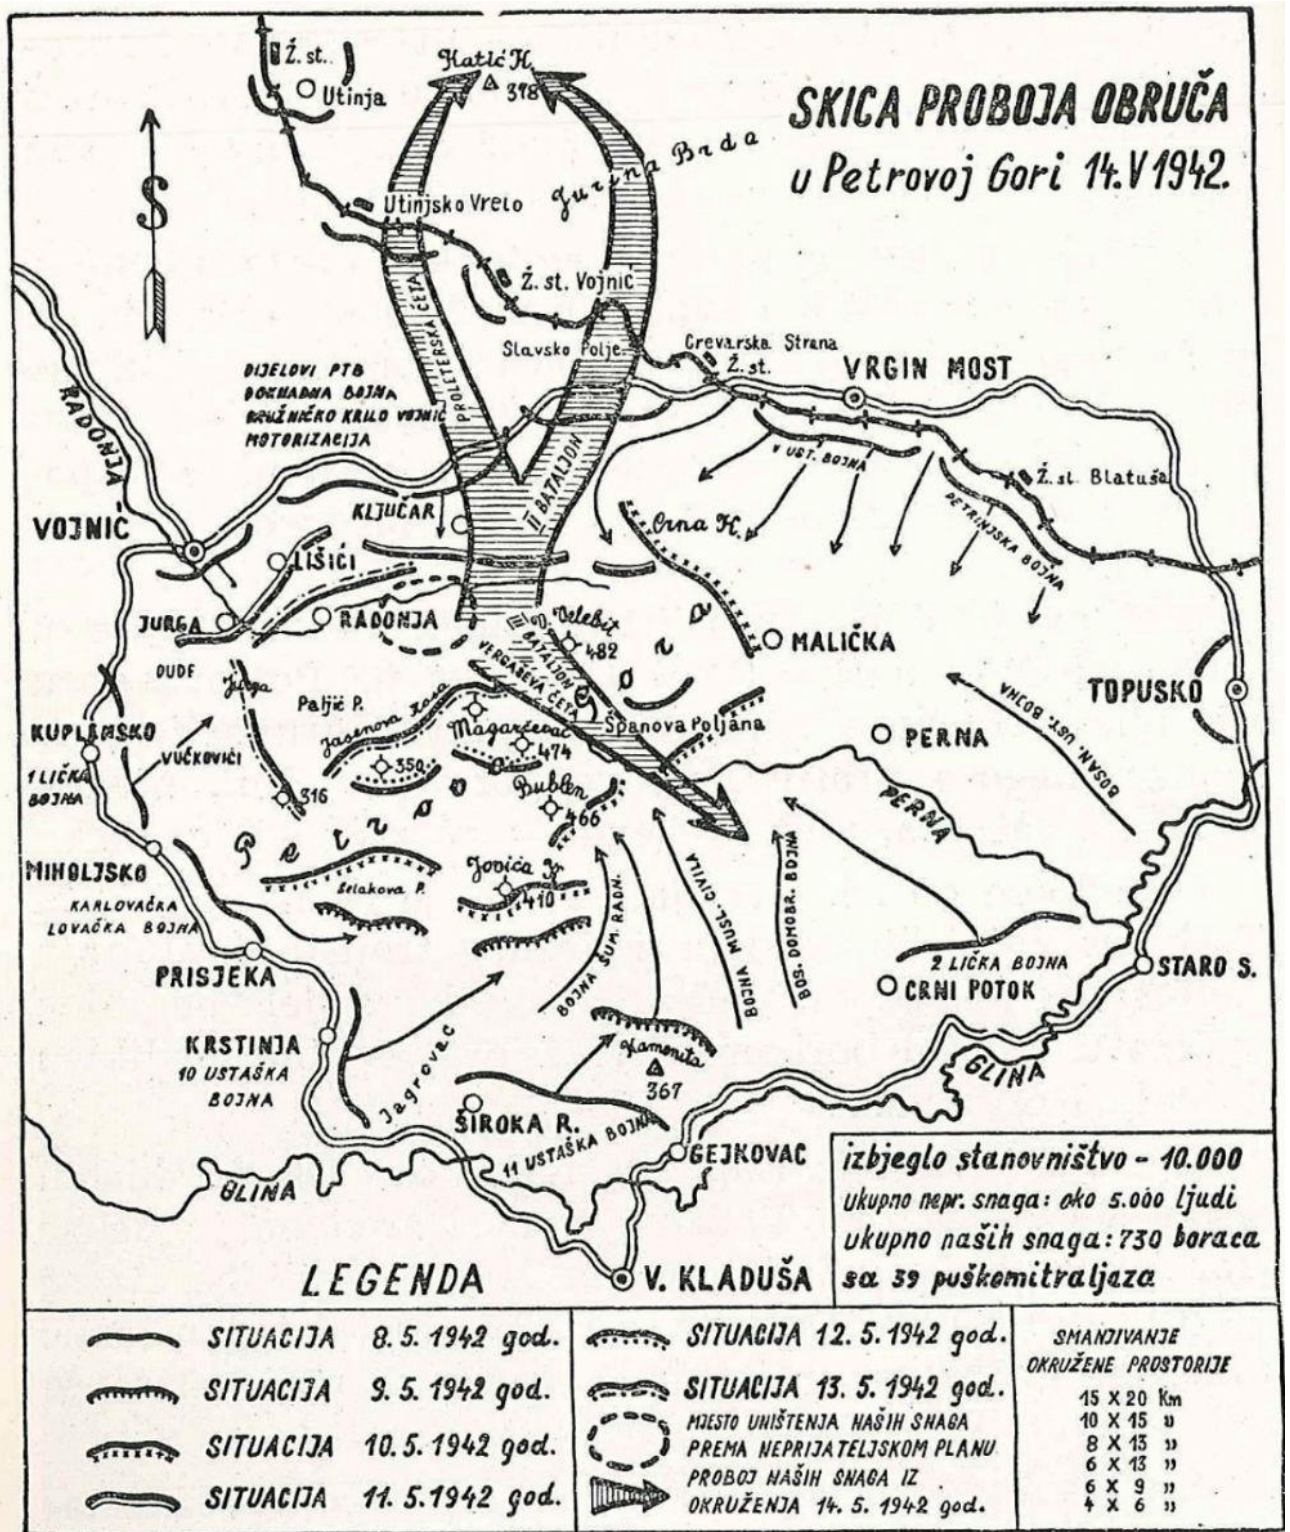 SKICA PROBOJA OBRUČA
u Petrovoj Gori 14.V 1942.
Ž. st.
Utinja
Katić K.
378
S
Utinjsko Vrelo
Jurina Brda
Ž. st. Vojnić
Slavsko Polje
Crevarska Strana
Ž. st.
VRGIN MOST
PROLETERSKA ČETA
II BATALJON
DIJELOVI PTB
DOKNADNA BOJNA
ORUŽNIČKO KRILO VOJNIĆ
MOTORIZACIJA
RADONJA
V UST. BOJNA
Ž. st. Blatuša
PETRINJSKA BOJNA
KLJUČAR
Crna K.
VOJNIĆ
LIŠIĆI
JURGA
RADONJA
Velebit
482
III BATALJON
VERGAŠEVA ČETA
MALIČKA
DUDE
Jurga
Paljić P.
Jasenova Kosa
TOPUSKO
BOSAN. UST. BOJNA
KUPLENSKO
VUČKOVIĆI
1 LIČKA
BOJNA
Magarčevac
474
350
Španova Poljana
PERNA
PERNA
316
Bublen
466
Petrova Gora
MIHOLJSKO
KARLOVAČKA
LOVAČKA BOJNA
Šelakova P.
Jovića
410
PRISJEKA
BOJNA ŠUM. RADN.
BOJNA MUSL. CIVILA
BOS. DOMOBR. BOJNA
2 LIČKA BOJNA
STARO S.
CRNI POTOK
KRSTINJA
10 USTAŠKA
BOJNA
Jagrovac
Kamenita
367
GLINA
ŠIROKA R.
11 USTAŠKA BOJNA
GEJKOVAC
GLINA
V. KLADUŠA
izbjeglo stanovništvo - 10.000
ukupno nepr. snaga: oko 5.000 ljudi
ukupno naših snaga: 730 boraca
sa 39 puškomitraljeza
LEGENDA
SITUACIJA 8. 5. 1942 god.
SITUACIJA 9. 5. 1942 god.
SITUACIJA 10. 5. 1942 god.
SITUACIJA 11. 5. 1942 god.
SITUACIJA 12. 5. 1942 god.
SITUACIJA 13. 5. 1942 god.
MJESTO UNIŠTENJA NAŠIH SNAGA
PREMA NEPRIJATELJSKOM PLANU
PROBOJ NAŠIH SNAGA IZ
OKRUŽENJA 14. 5. 1942 god.
SMANJIVANJE
OKRUŽENE PROSTORIJE
15 X 20 Km
10 X 15 "
8 X 13 "
6 X 13 "
6 X 9 "
4 X 6 "